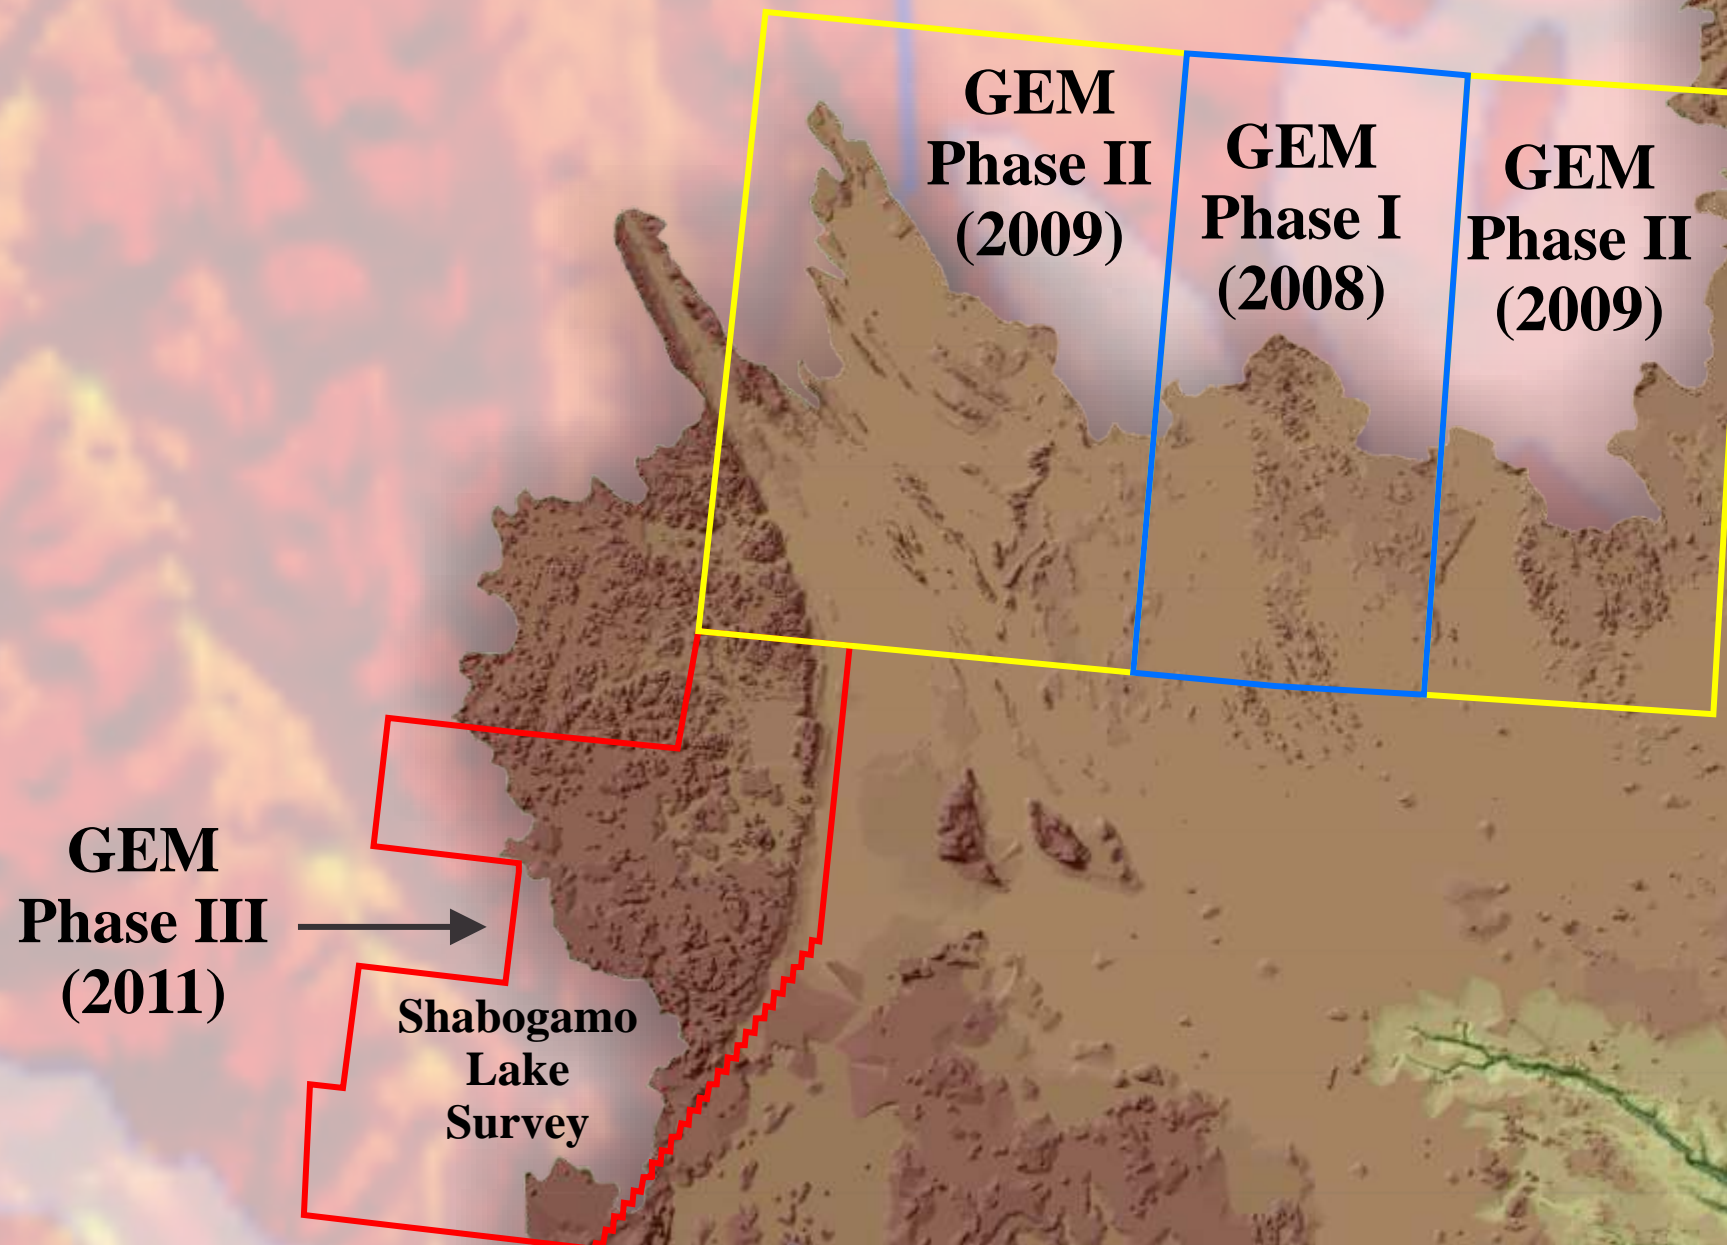 GEM
Phase II
(2009)
GEM
Phase I
(2008)
GEM
Phase II
(2009)
GEM
Phase III
(2011)
Shabogamo
Lake
Survey